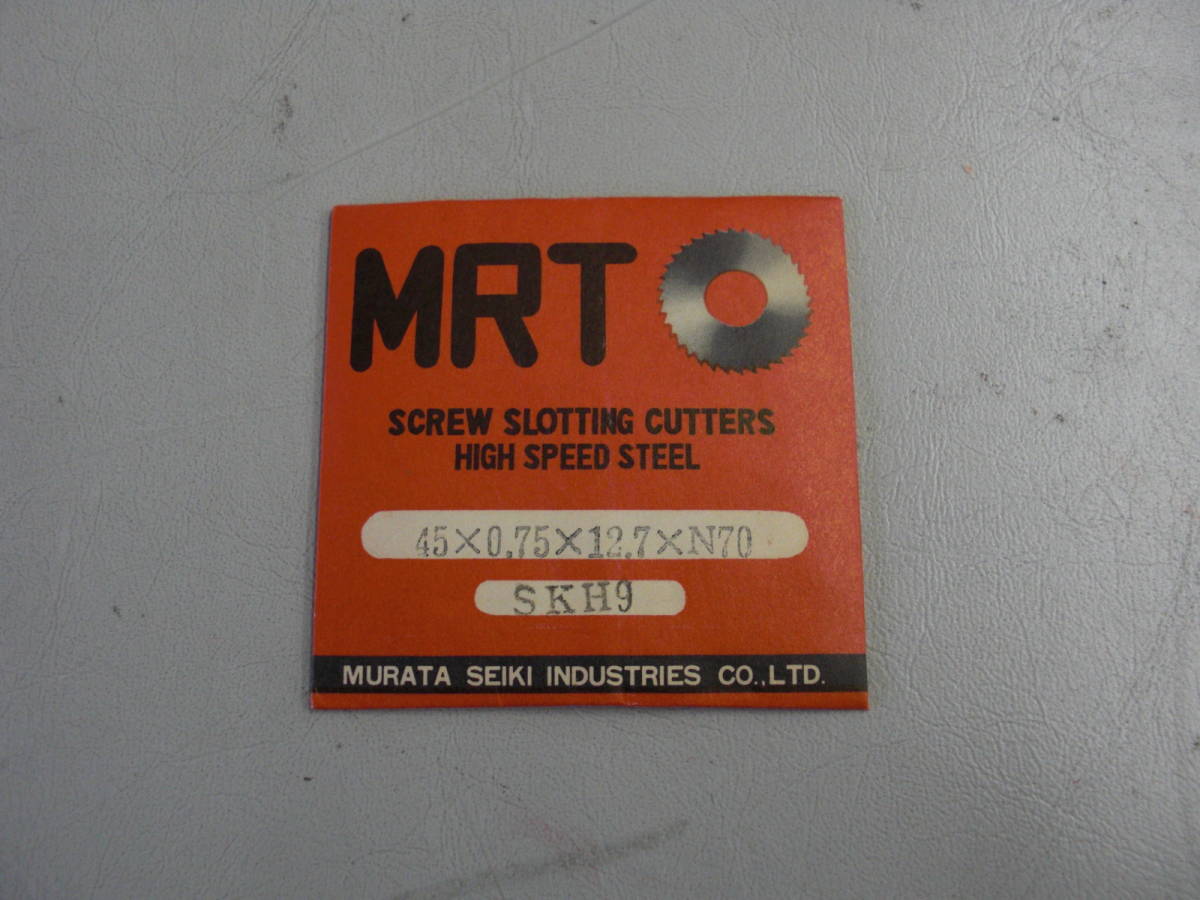 MRT
SCREW SLOTTING CUTTERS
HIGH SPEED STEEL
45×0.75×12.7×N70
SKH9
MURATA SEIKI INDUSTRIES CO.,LTD.